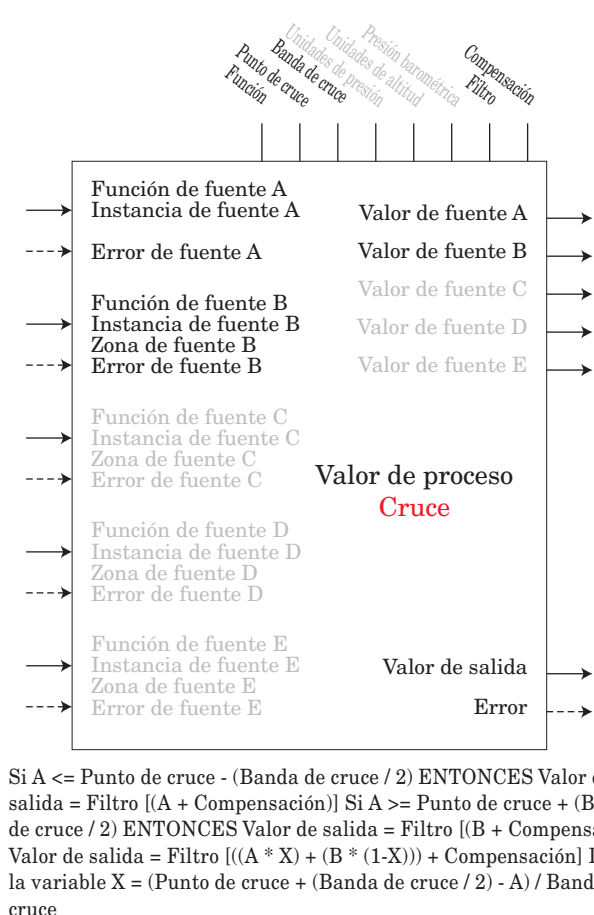 Función
Punto de cruce
Banda de cruce
Unidades de presión
Unidades de altitud
Presión barométrica
Filtro
Compensación
Función de fuente A
Instancia de fuente A
Error de fuente A
Función de fuente B
Instancia de fuente B
Zona de fuente B
Error de fuente B
Función de fuente C
Instancia de fuente C
Zona de fuente C
Error de fuente C
Función de fuente D
Instancia de fuente D
Zona de fuente D
Error de fuente D
Función de fuente E
Instancia de fuente E
Zona de fuente E
Error de fuente E
Valor de fuente A
Valor de fuente B
Valor de fuente C
Valor de fuente D
Valor de fuente E
Valor de proceso
Cruce
Valor de salida
Error
Si A <= Punto de cruce - (Banda de cruce / 2) ENTONCES Valor
salida = Filtro [(A + Compensación)] Si A >= Punto de cruce + (
de cruce / 2) ENTONCES Valor de salida = Filtro [(B +
Valor de salida = Filtro [((A * X) + (B * (1-X))) + Compensación]
la variable X = (Punto de cruce + (Banda de cruce / 2) - A) /
cruce